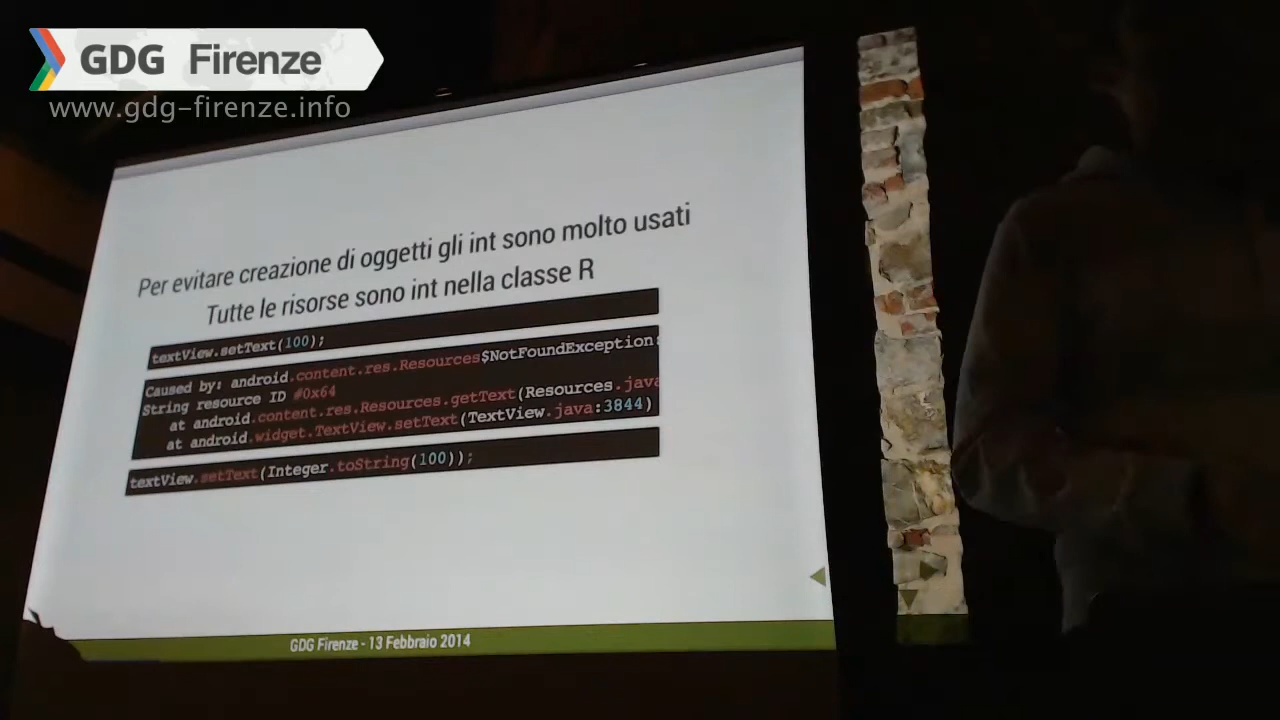 GDG Firenze
www.gdg-firenze.info
Per evitare creazione di oggetti gli int sono molto usati
Tutte le risorse sono int nella classe R
textView.setText(100);
Caused by: android.content.res.Resources$NotFoundException:
String resource ID #0x64
at android.content.res.Resources.getText(Resources.java
at android.widget.TextView.setText(TextView.java:3844)
textView.setText(Integer.toString(100));
GDG Firenze - 13 Febbraio 2014